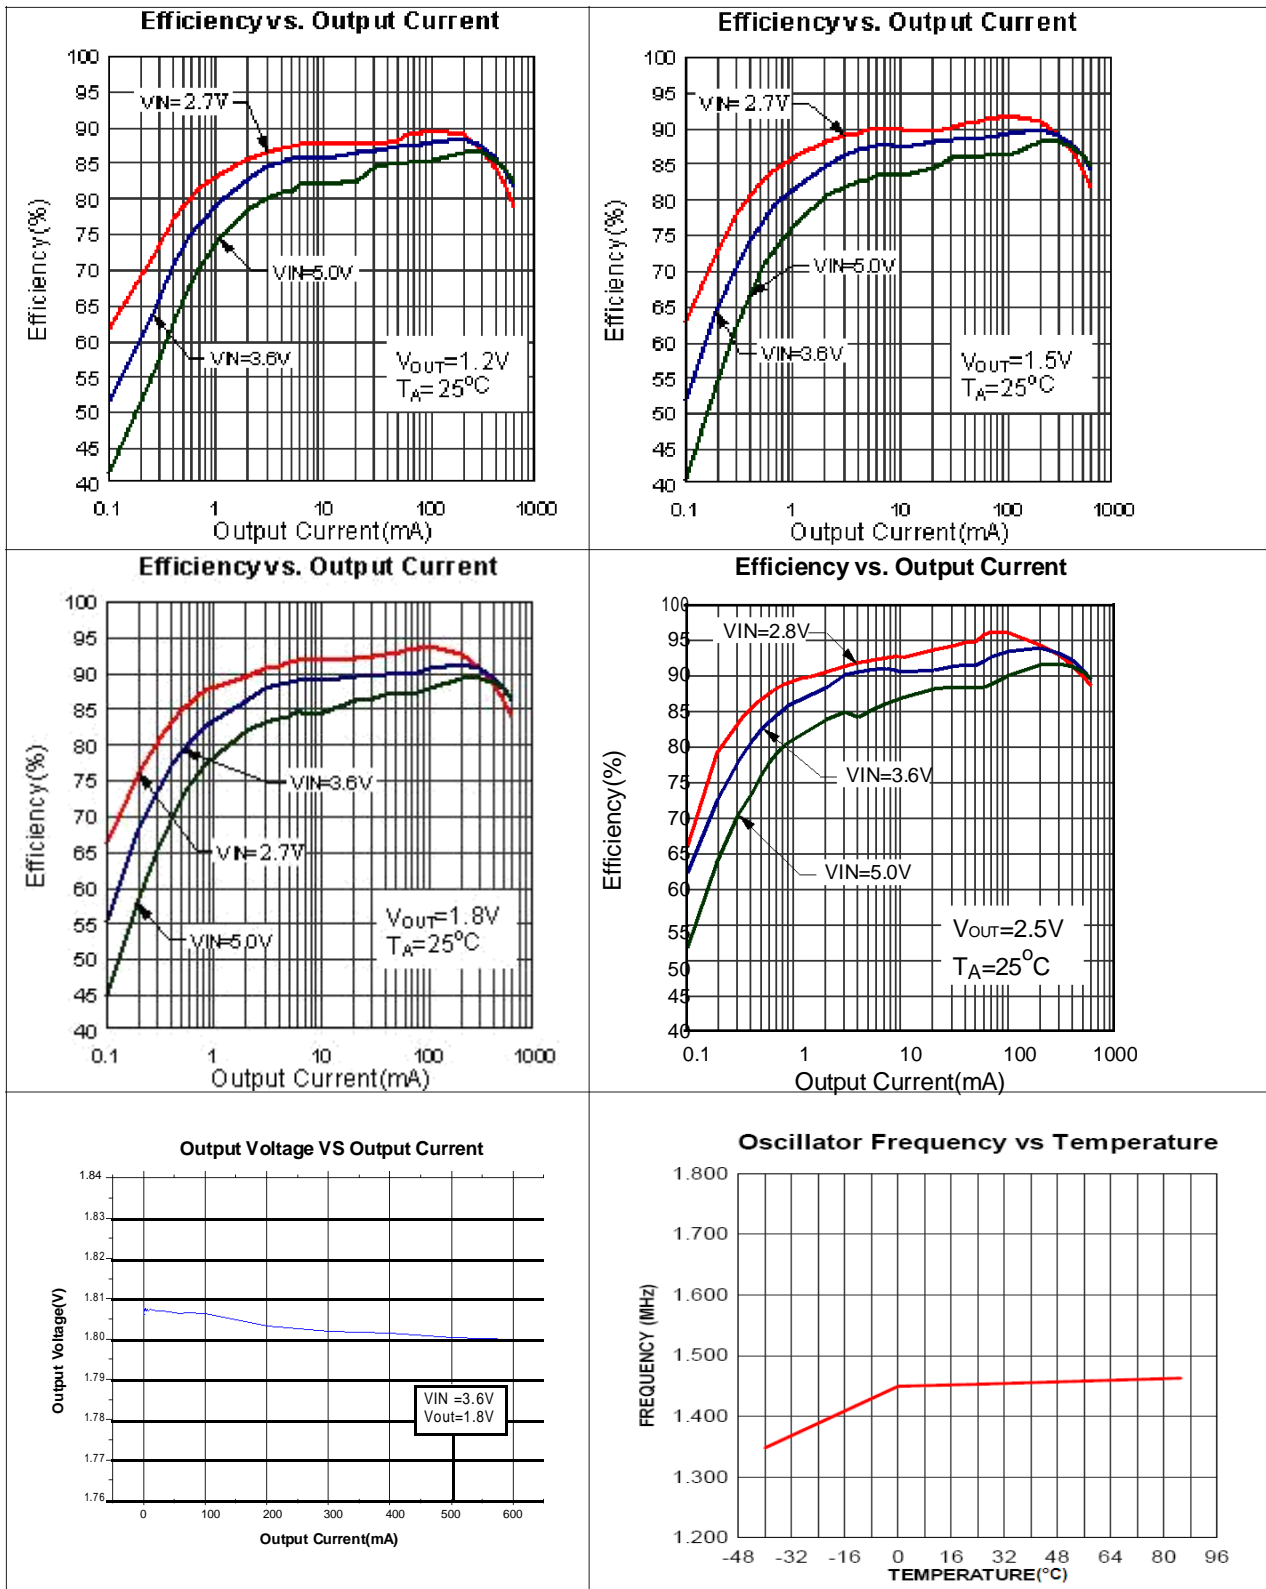 Efficiency vs. Output Current
100
95
90
85
80
75
70
65
60
55
50
45
40
Efficiency(%)
VIN=2.7V
VIN=5.0V
VIN=3.6V
VOUT=1.2V
TA=25°C
0.1 1 10 100 1000
Output Current(mA)
Efficiency vs. Output Current
100
95
90
85
80
75
70
65
60
55
50
45
40
Efficiency(%)
VIN=2.7V
VIN=5.0V
VIN=3.6V
VOUT=1.5V
TA=25°C
0.1 1 10 100 1000
Output Current(mA)
Efficiency vs. Output Current
100
95
90
85
80
75
70
65
60
55
50
45
40
Efficiency(%)
VIN=3.6V
VIN=2.7V
VIN=5.0V
VOUT=1.8V
TA=25°C
0.1 1 10 100 1000
Output Current(mA)
Efficiency vs. Output Current
100
95
90
85
80
75
70
65
60
55
50
45
40
Efficiency(%)
VIN=2.8V
VIN=3.6V
VIN=5.0V
VOUT=2.5V
TA=25°C
0.1 1 10 100 1000
Output Current(mA)
Output Voltage VS Output Current
1.84
1.83
1.82
1.81
1.80
1.79
1.78
1.77
1.76
Output Voltage(V)
VIN =3.6V
Vout=1.8V
0 100 200 300 400 500 600
Output Current(mA)
Oscillator Frequency vs Temperature
1.800
1.700
1.600
1.500
1.400
1.300
1.200
FREQUENCY (MHz)
-48 -32 -16 0 16 32 48 64 80 96
TEMPERATURE(°C)